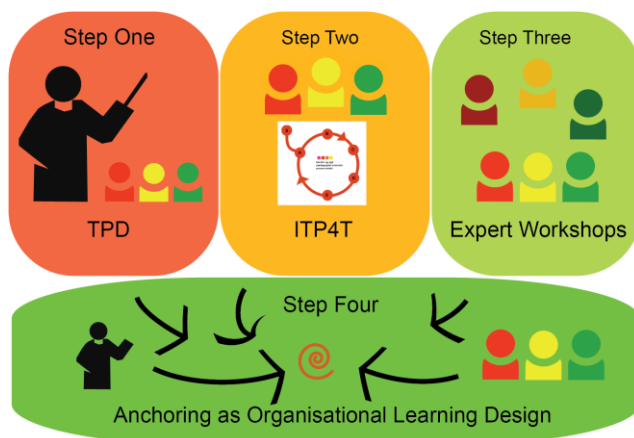 Step One
TPD
Step Two
ITP4T
Step Three
Expert Workshops
Step Four
Anchoring as Organisational Learning Design